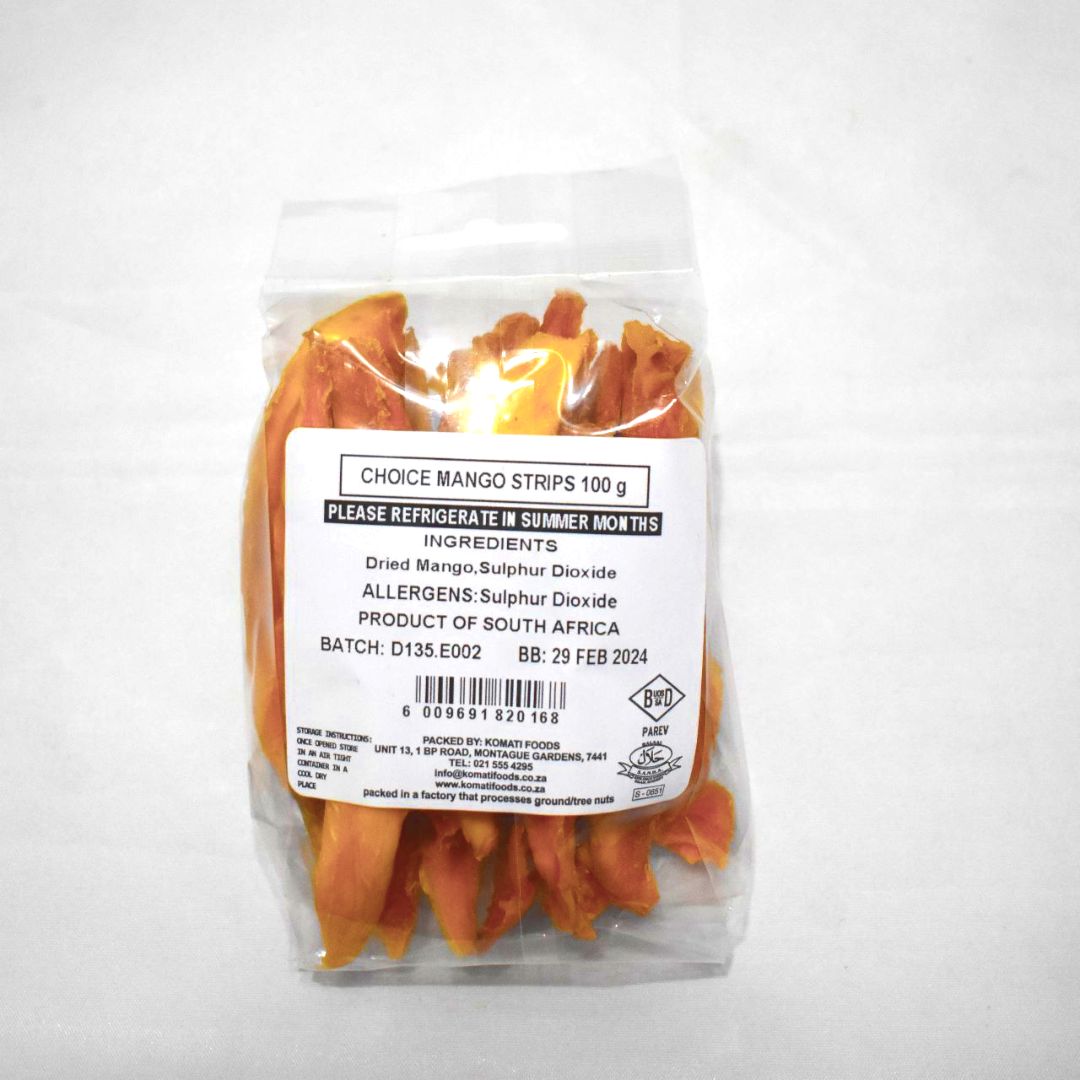 CHOICE MANGO STRIPS 100 g
PLEASE REFRIGERATE IN SUMMER MONTHS
INGREDIENTS
Dried Mango,Sulphur Dioxide
ALLERGENS:Sulphur Dioxide
PRODUCT OF SOUTH AFRICA
BATCH: D135.E002 BB: 29 FEB 2024
6 009691 820168
B UOS SA D
PAREV
STORAGE INSTRUCTIONS:
ONCE OPENED STORE
IN AN AIR TIGHT
CONTAINER IN A
COOL DRY
PLACE
PACKED BY: KOMATI FOODS
UNIT 13, 1 BP ROAD, MONTAGUE GARDENS, 7441
TEL: 021 555 4295
info@komatifoods.co.za
www.komatifoods.co.za
packed in a factory that processes ground/tree nuts
حلال
S.A.N.H.A.
S - 0651